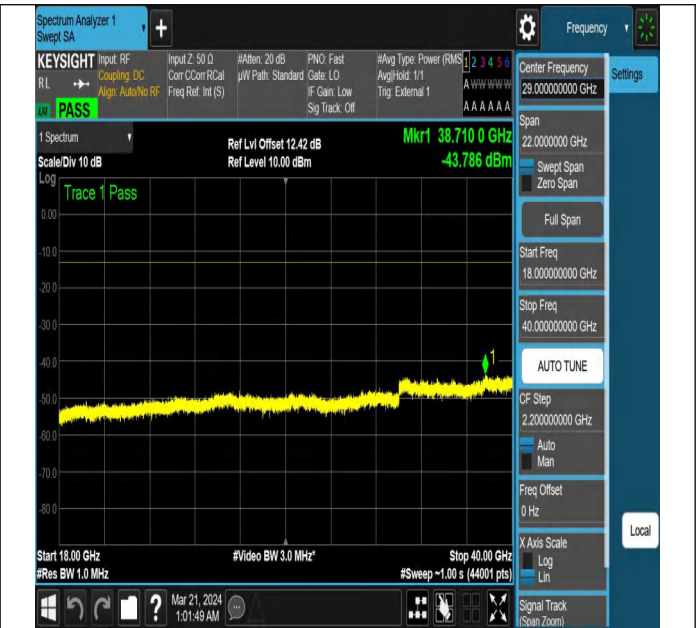 Spectrum Analyzer 1
Swept SA
+
Frequency
KEYSIGHT
RL
PASS
Input: RF
Coupling: DC
Align: Auto/No RF
Input Z: 50 Ω
Corr CCorr RCal
Freq Ref: Int (S)
#Atten: 20 dB
µW Path: Standard
PNO: Fast
Gate: LO
IF Gain: Low
Sig Track: Off
#Avg Type: Power (RMS
Avg|Hold: 1/1
Trig: External 1
1 2 3 4 5 6
A W W W W W
A A A A A A
1 Spectrum
Scale/Div 10 dB
Log
Ref Lvl Offset 12.42 dB
Ref Level 10.00 dBm
Mkr1 38.710 0 GHz
-43.786 dBm
Trace 1 Pass
0.00
-10.0
-20.0
-30.0
-40.0
-50.0
-60.0
-70.0
-80.0
1
Start 18.00 GHz
#Res BW 1.0 MHz
#Video BW 3.0 MHz*
Stop 40.00 GHz
#Sweep ~1.00 s (44001 pts)
?
Mar 21, 2024
1:01:49 AM
Center Frequency
29.000000000 GHz
Span
22.0000000 GHz
Swept Span
Zero Span
Full Span
Start Freq
18.000000000 GHz
Stop Freq
40.000000000 GHz
AUTO TUNE
CF Step
2.200000000 GHz
Auto
Man
Freq Offset
0 Hz
X Axis Scale
Log
Lin
Signal Track
(Span Zoom)
Settings
Local